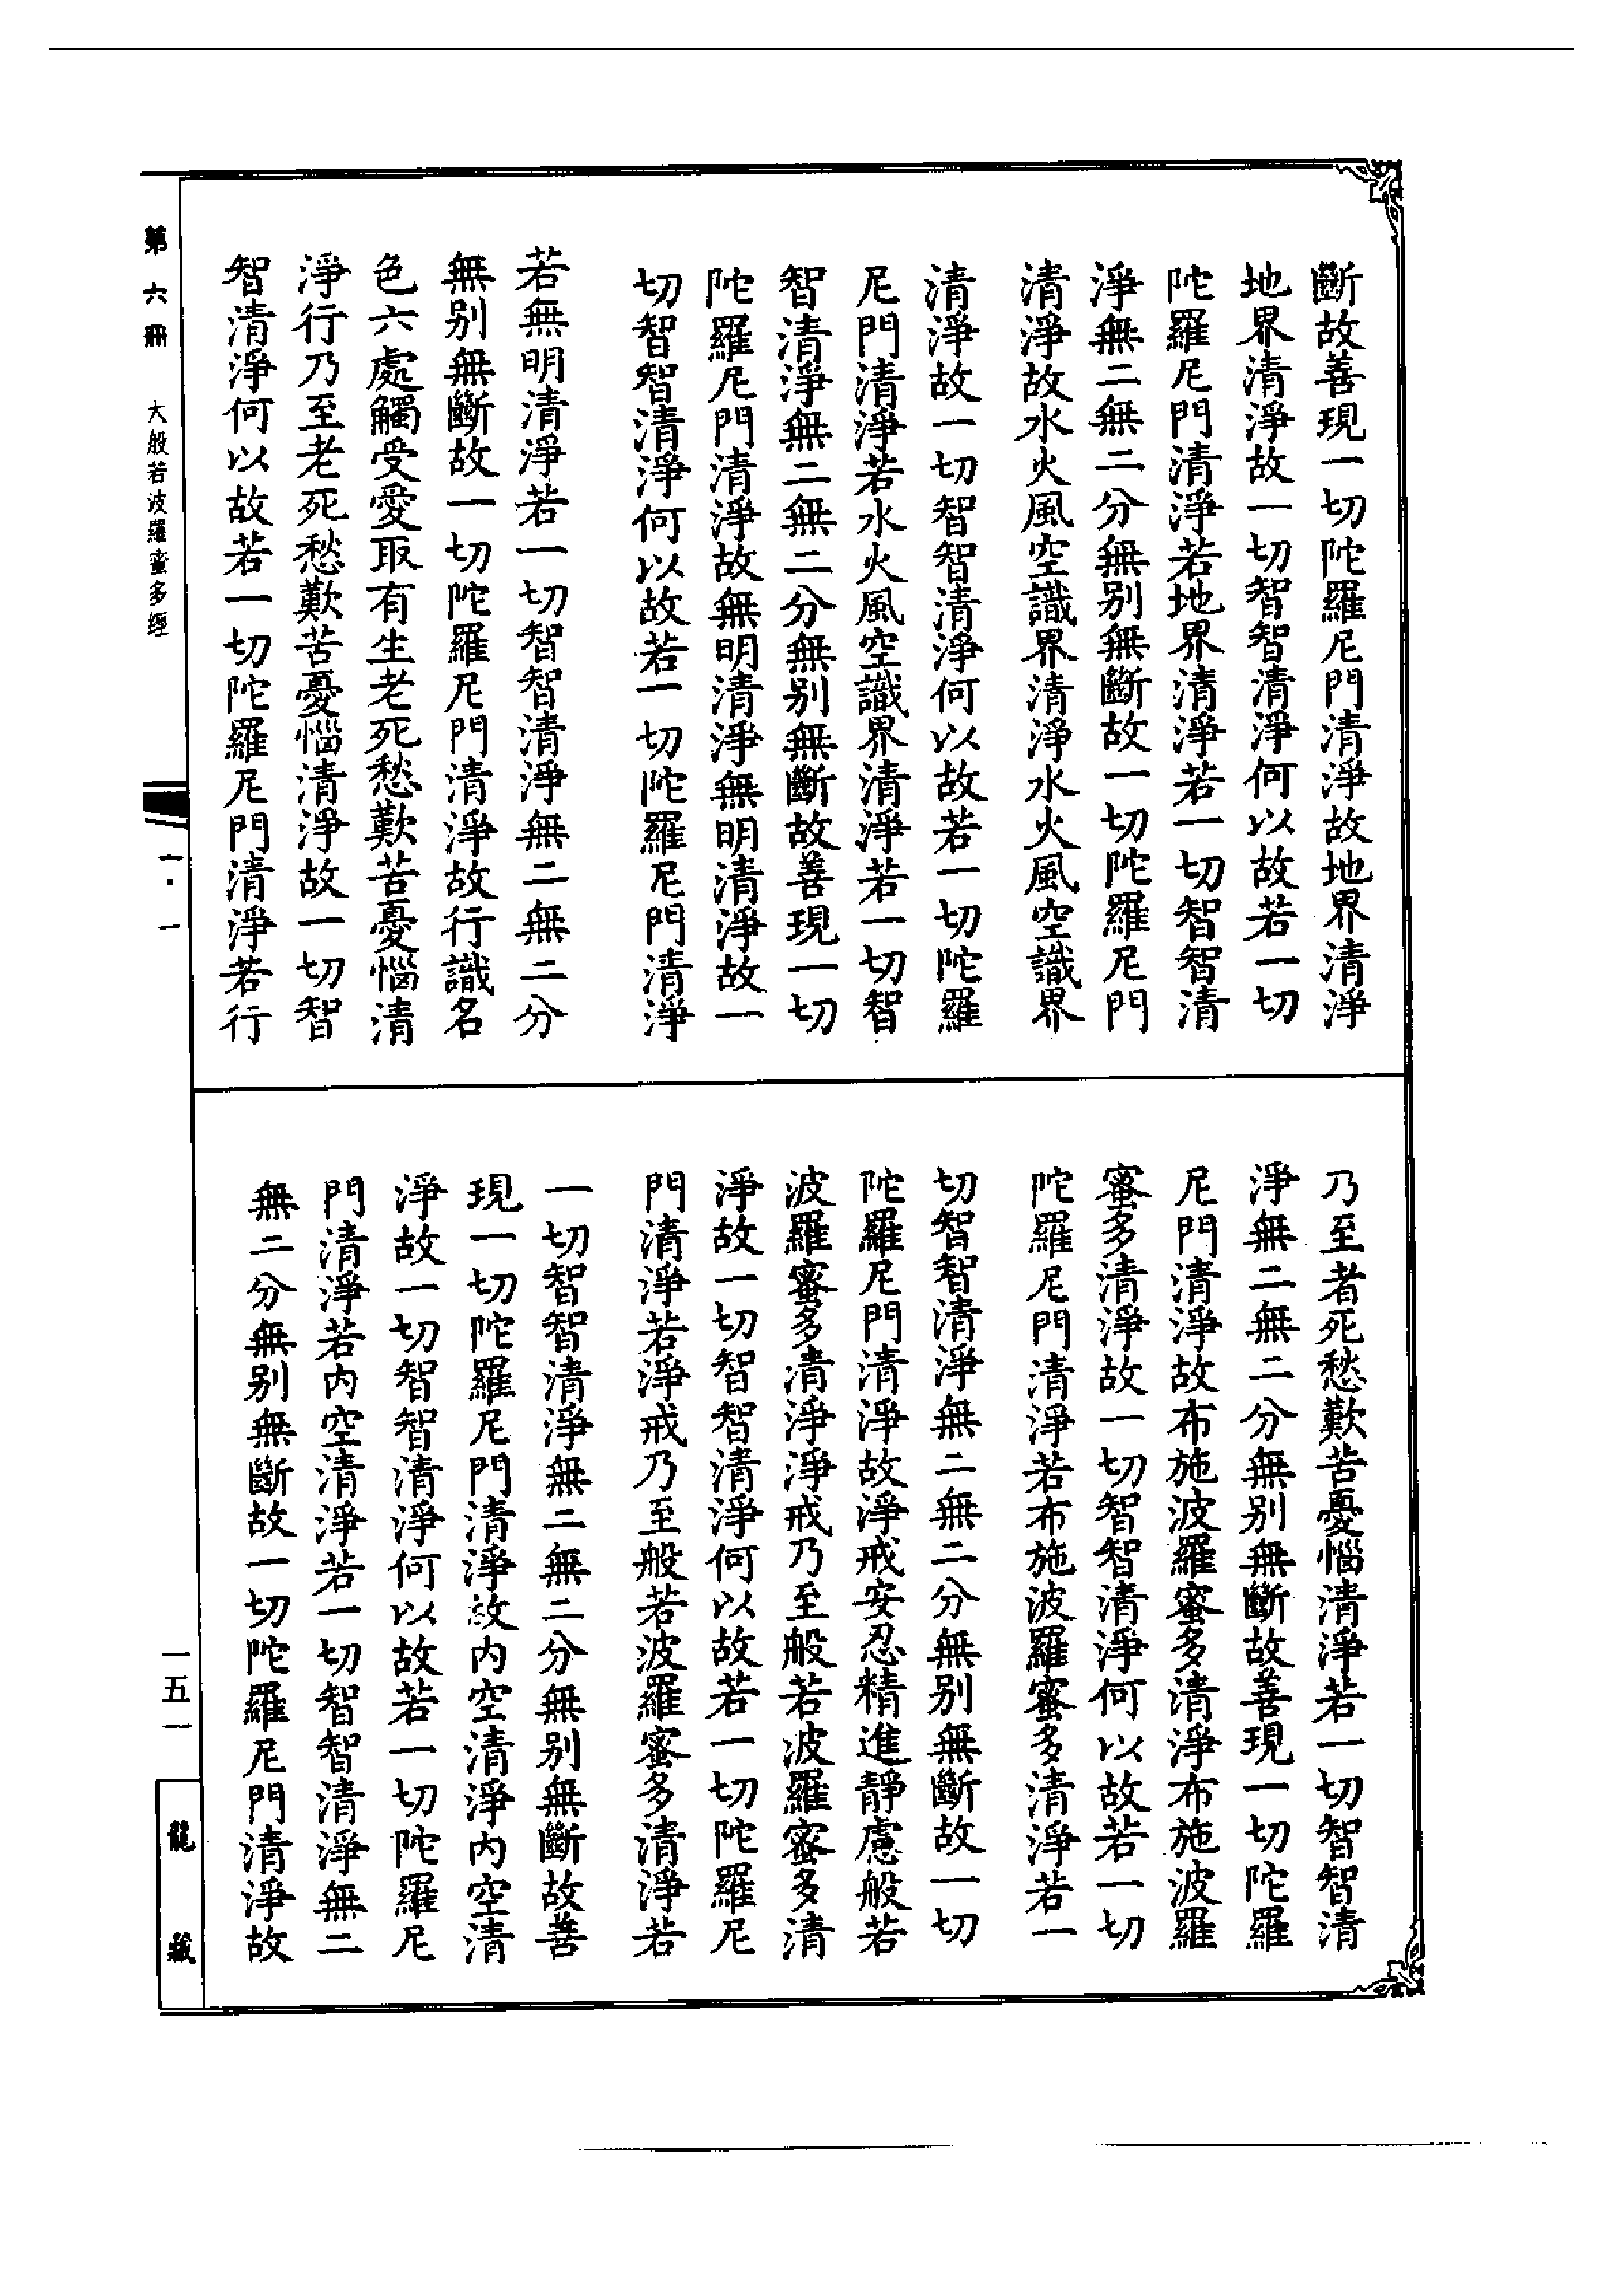 斷故善現一切陀羅尼門清淨故地界清淨
地界清淨故一切智智清淨何以故若一切
陀羅尼門清淨若地界清淨若一切智智清
淨無二無二分無別無斷故一切陀羅尼門
清淨故水火風空識界清淨水火風空識界
清淨故一切智智清淨何以故若一切陀羅
尼門清淨若水火風空識界清淨若一切智
智清淨無二無二分無別無斷故善現一切
陀羅尼門清淨故無明清淨無明清淨故一
切智智清淨何以故若一切陀羅尼門清淨
若無明清淨若一切智智清淨無二無二分
無別無斷故一切陀羅尼門清淨故行識名
色六處觸受愛取有生老死愁歎苦憂惱清
淨行乃至老死愁歎苦憂惱清淨故一切智
智清淨何以故若一切陀羅尼門清淨若行
乃至老死愁歎苦憂惱清淨若一切智智清
淨無二無二分無別無斷故善現一切陀羅
尼門清淨故布施波羅蜜多清淨布施波羅
蜜多清淨故一切智智清淨何以故若一切
陀羅尼門清淨若布施波羅蜜多清淨若一
切智智清淨無二無二分無別無斷故一切
陀羅尼門清淨故淨戒安忍精進靜慮般若
波羅蜜多清淨淨戒乃至般若波羅蜜多清
淨故一切智智清淨何以故若一切陀羅尼
門清淨若淨戒乃至般若波羅蜜多清淨若
一切智智清淨無二無二分無別無斷故善
現一切陀羅尼門清淨故內空清淨內空清
淨故一切智智清淨何以故若一切陀羅尼
門清淨若內空清淨若一切智智清淨無二
無二分無別無斷故一切陀羅尼門清淨故
第六冊 大般若波羅蜜多經
一·一
一五一
龍藏